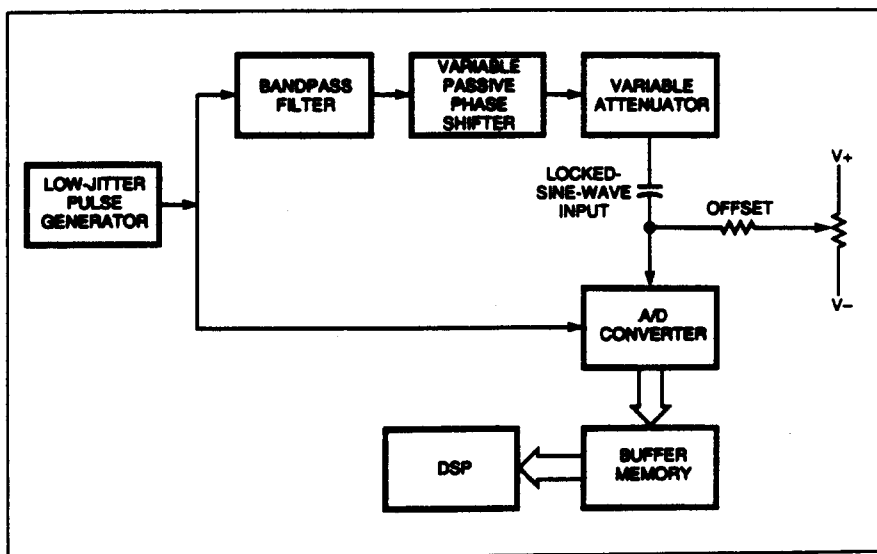 BANDPASS
FILTER
VARIABLE
PASSIVE
PHASE
SHIFTER
VARIABLE
ATTENUATOR
LOW-JITTER
PULSE
GENERATOR
LOCKED-
SINE-WAVE
INPUT
OFFSET
V+
V–
A/D
CONVERTER
DSP
BUFFER
MEMORY